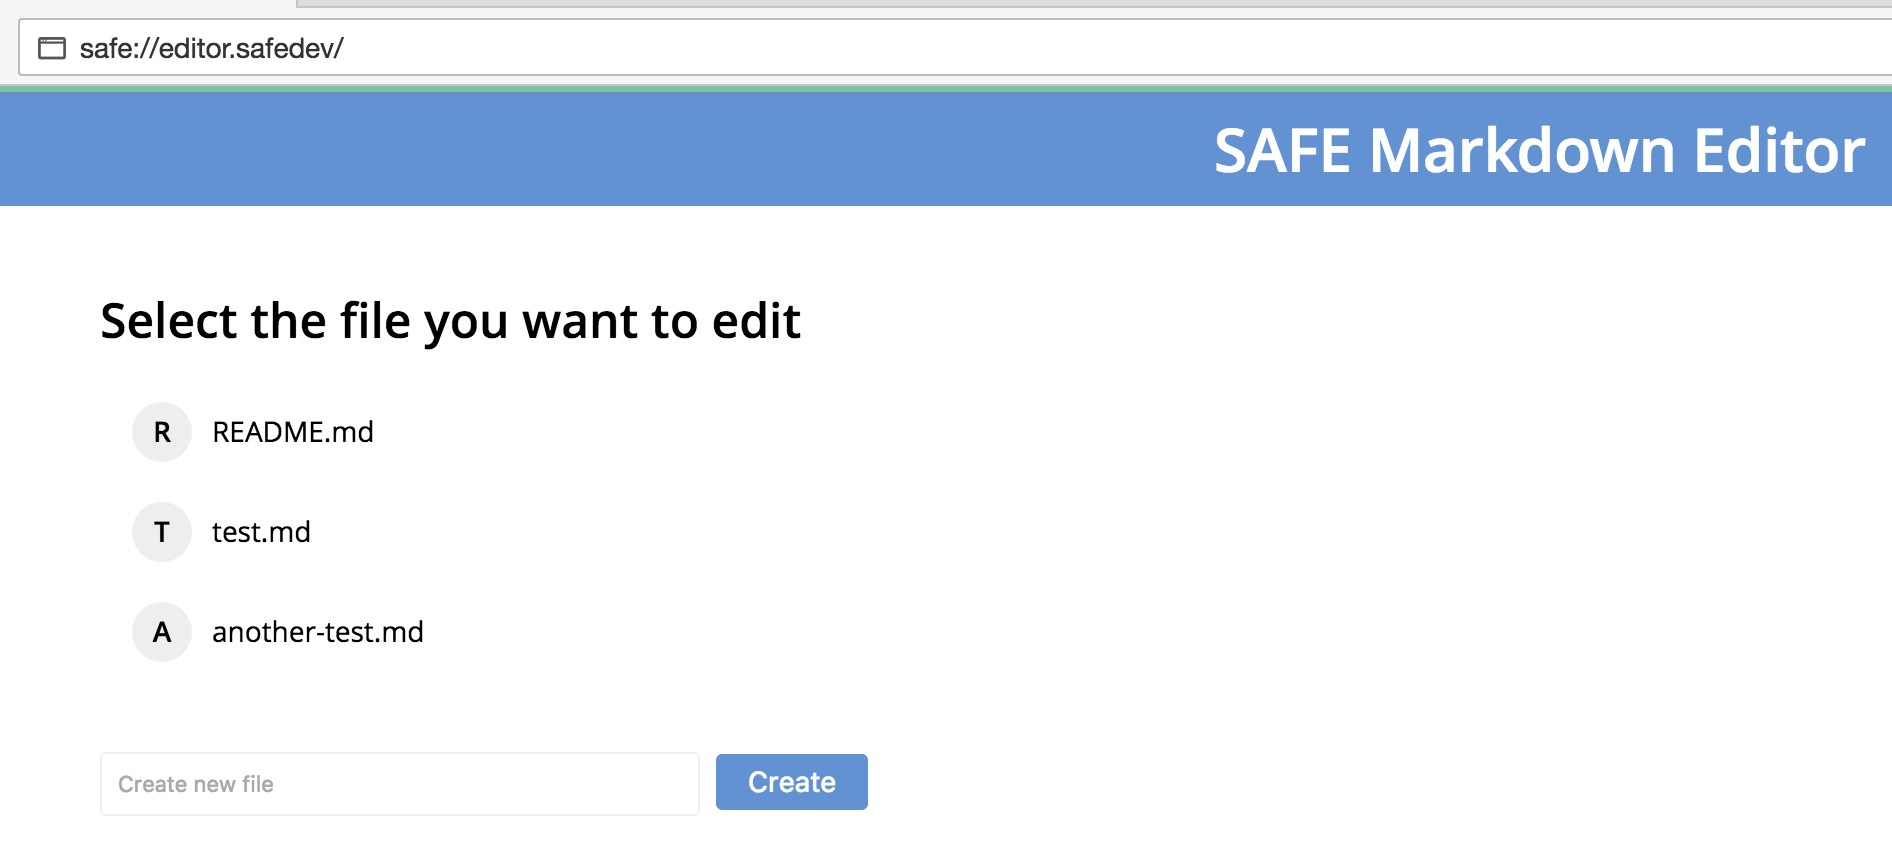 safe://editor.safedev/
SAFE Markdown Editor
Select the file you want to edit
R README.md
T test.md
A another-test.md
Create new file Create